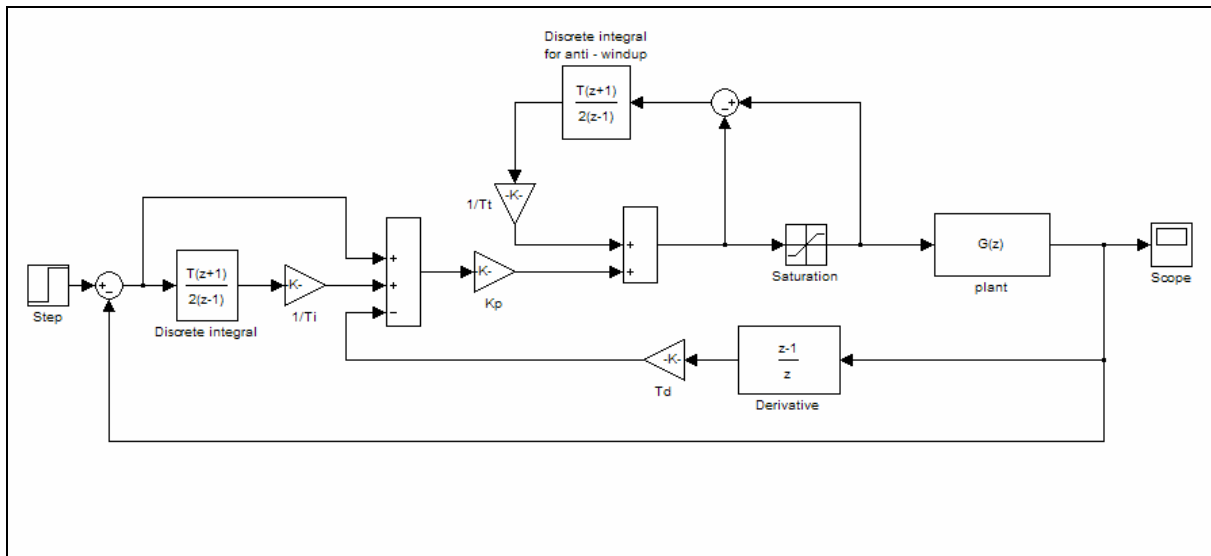 Discrete integral
for anti - windup
T(z+1)
2(z-1)
- +
-K-
1/Tt
+
+
Saturation
G(z)
plant
Scope
Step
+ -
T(z+1)
2(z-1)
Discrete integral
K-
1/Ti
+
+
-
K-
Kp
-K-
Td
z-1
z
Derivative